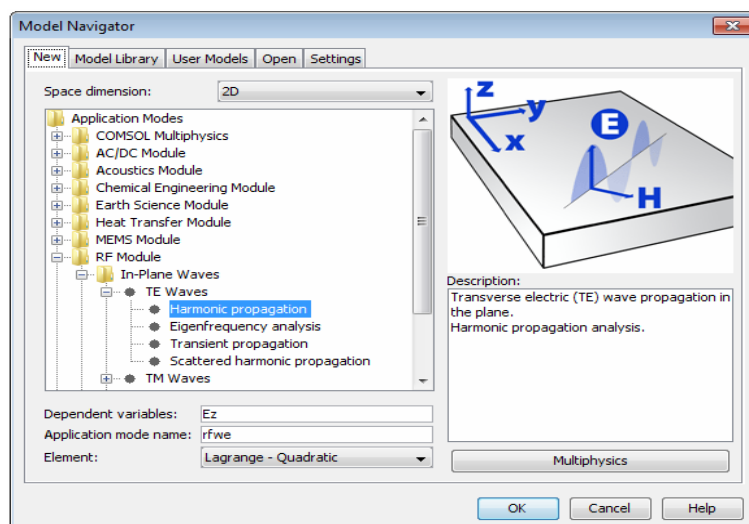 Model Navigator
New Model Library User Models Open Settings
Space dimension: 2D
Application Modes
COMSOL Multiphysics
AC/DC Module
Acoustics Module
Chemical Engineering Module
Earth Science Module
Heat Transfer Module
MEMS Module
RF Module
In-Plane Waves
TE Waves
Harmonic propagation
Eigenfrequency analysis
Transient propagation
Scattered harmonic propagation
TM Waves
Dependent variables: Ez
Application mode name: rfwe
Element: Lagrange - Quadratic
z
y
x
E
H
Description:
Transverse electric (TE) wave propagation in
the plane.
Harmonic propagation analysis.
Multiphysics
OK Cancel Help